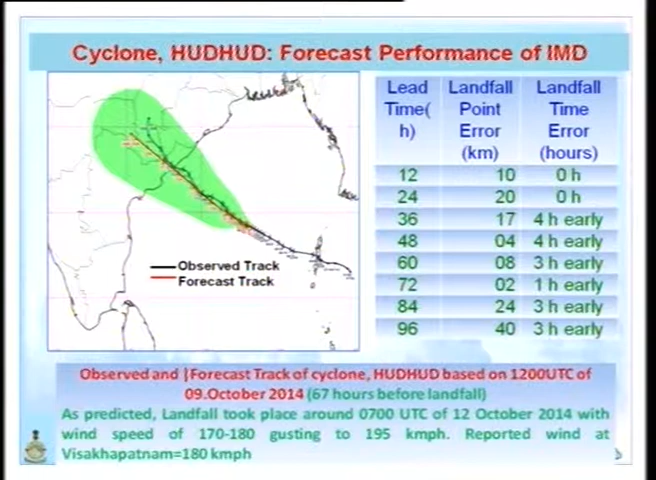 Cyclone, HUDHUD: Forecast Performance of IMD
Observed Track
Forecast Track
Lead Time( h) Landfall Point Error (km) Landfall Time Error (hours)
12 10 0 h
24 20 0 h
36 17 4 h early
48 04 4 h early
60 08 3 h early
72 02 1 h early
84 24 3 h early
96 40 3 h early
Observed and |Forecast Track of cyclone, HUDHUD based on 1200UTC of
09.October 2014 (67 hours before landfall)
As predicted, Landfall took place around 0700 UTC of 12 October 2014 with
wind speed of 170-180 gusting to 195 kmph. Reported wind at
Visakhapatnam=180 kmph